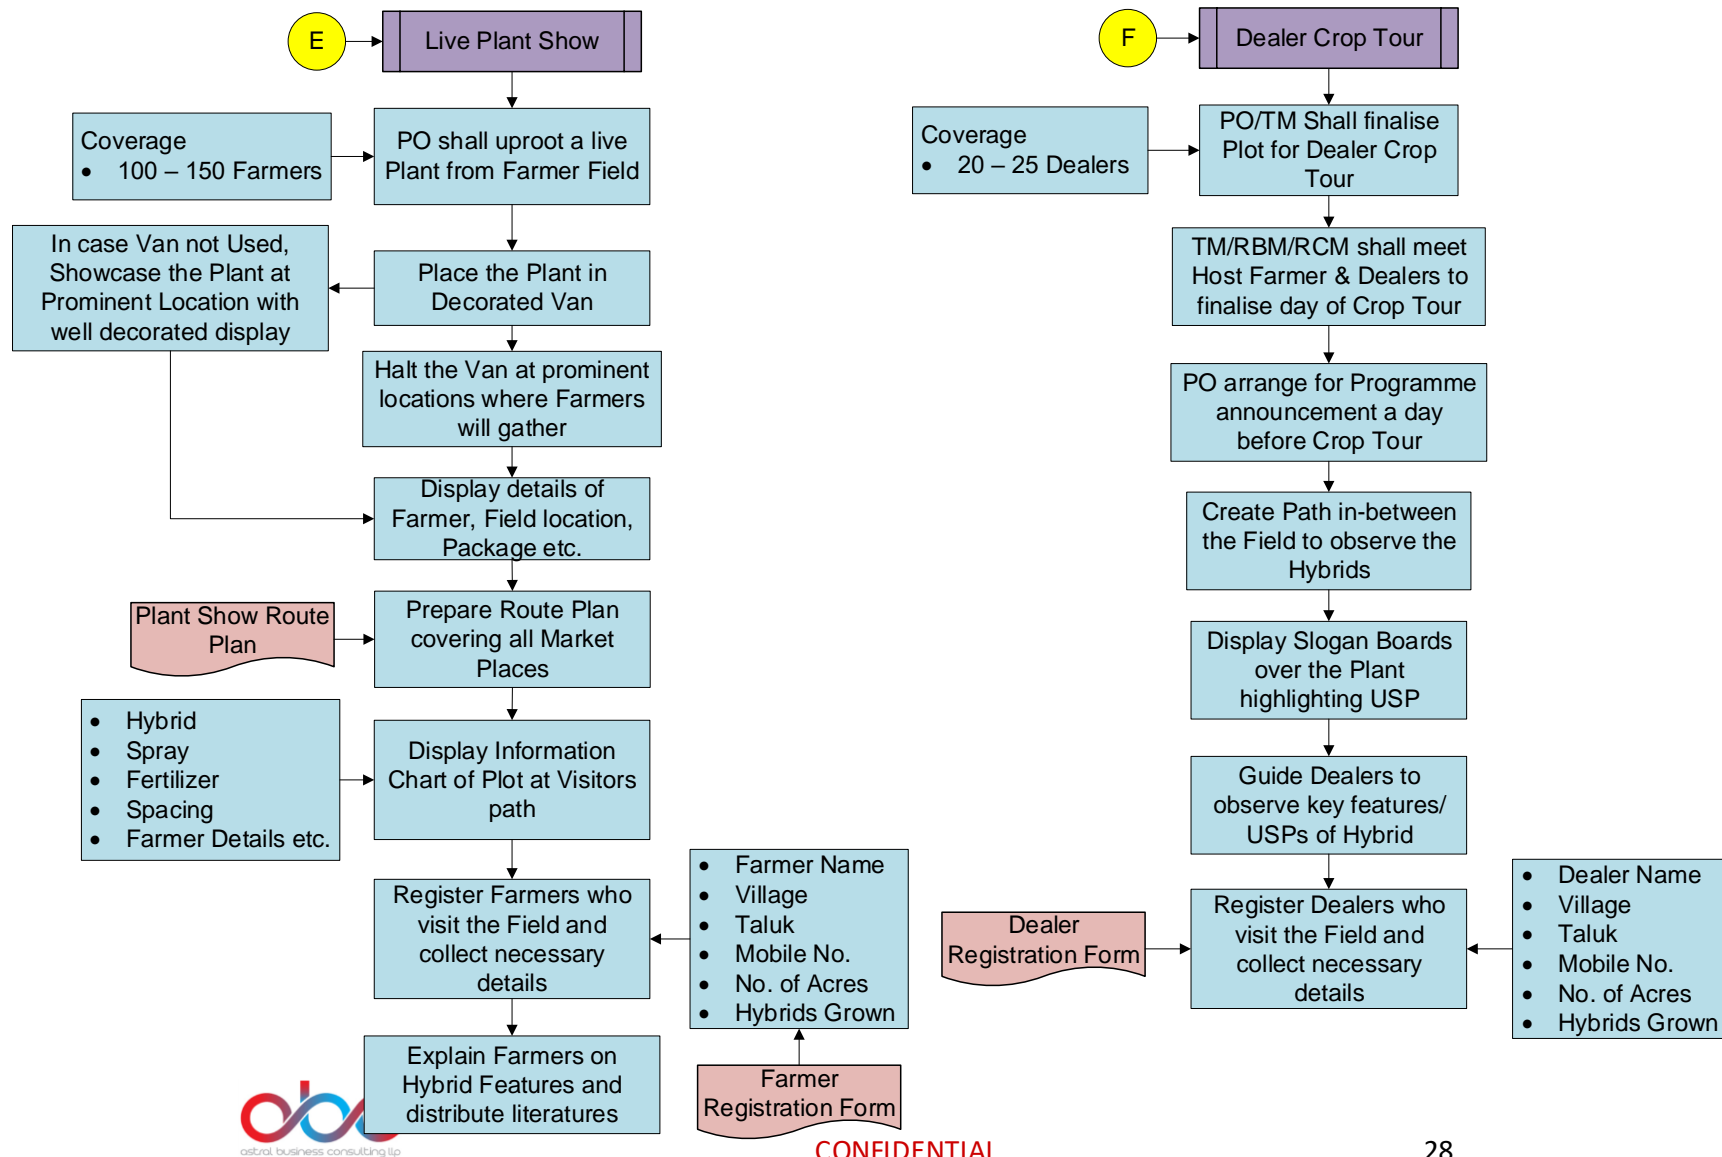 E
Live Plant Show
Coverage
• 100 – 150 Farmers
PO shall uproot a live
Plant from Farmer Field
In case Van not Used,
Showcase the Plant at
Prominent Location with
well decorated display
Place the Plant in
Decorated Van
Halt the Van at prominent
locations where Farmers
will gather
Display details of
Farmer, Field location,
Package etc.
Plant Show Route
Plan
Prepare Route Plan
covering all Market
Places
• Hybrid
• Spray
• Fertilizer
• Spacing
• Farmer Details etc.
Display Information
Chart of Plot at Visitors
path
Register Farmers who
visit the Field and
collect necessary
details
• Farmer Name
• Village
• Taluk
• Mobile No.
• No. of Acres
• Hybrids Grown
Farmer
Registration Form
Explain Farmers on
Hybrid Features and
distribute literatures
F
Dealer Crop Tour
Coverage
• 20 – 25 Dealers
PO/TM Shall finalise
Plot for Dealer Crop
Tour
TM/RBM/RCM shall meet
Host Farmer & Dealers to
finalise day of Crop Tour
PO arrange for Programme
announcement a day
before Crop Tour
Create Path in-between
the Field to observe the
Hybrids
Display Slogan Boards
over the Plant
highlighting USP
Guide Dealers to
observe key features/
USPs of Hybrid
Dealer
Registration Form
Register Dealers who
visit the Field and
collect necessary
details
• Dealer Name
• Village
• Taluk
• Mobile No.
• No. of Acres
• Hybrids Grown
abc
astral business consulting llp
CONFIDENTIAL
28